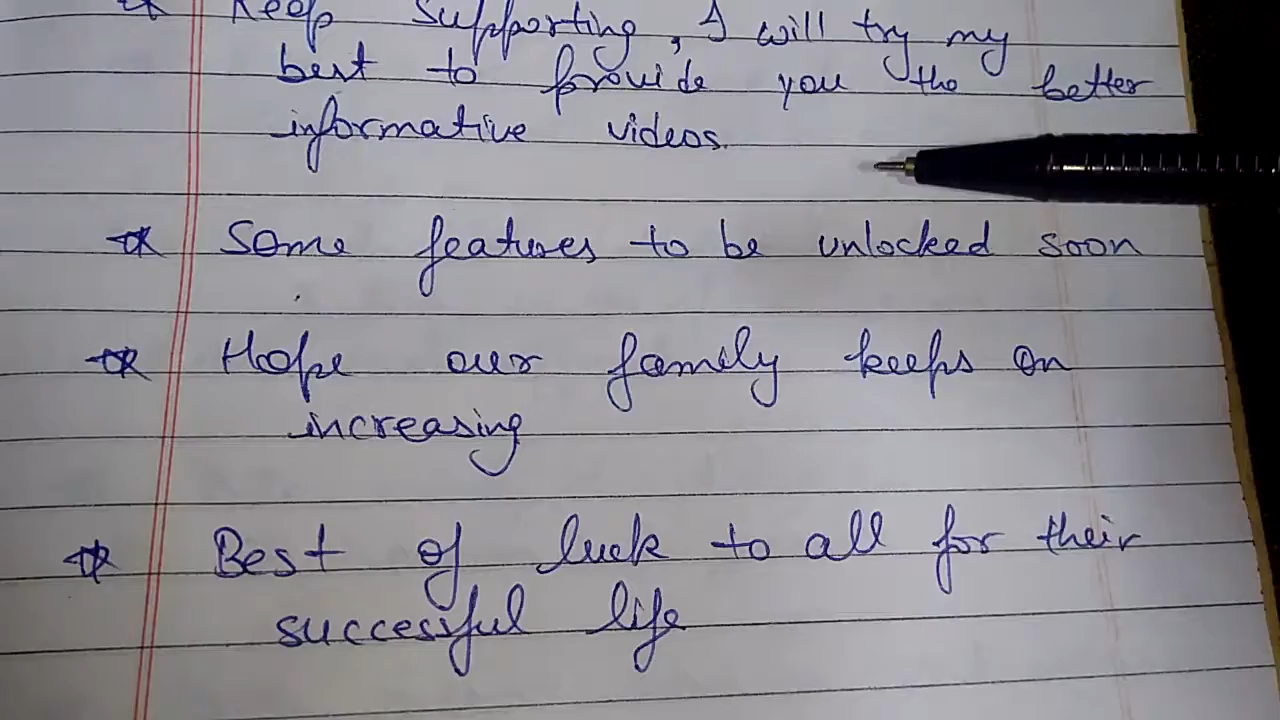 * Keep supporting, I will try my
best to provide you the better
informative videos.
* Some features to be unlocked soon
* Hope our family keeps on
increasing
* Best of luck to all for their
successful life